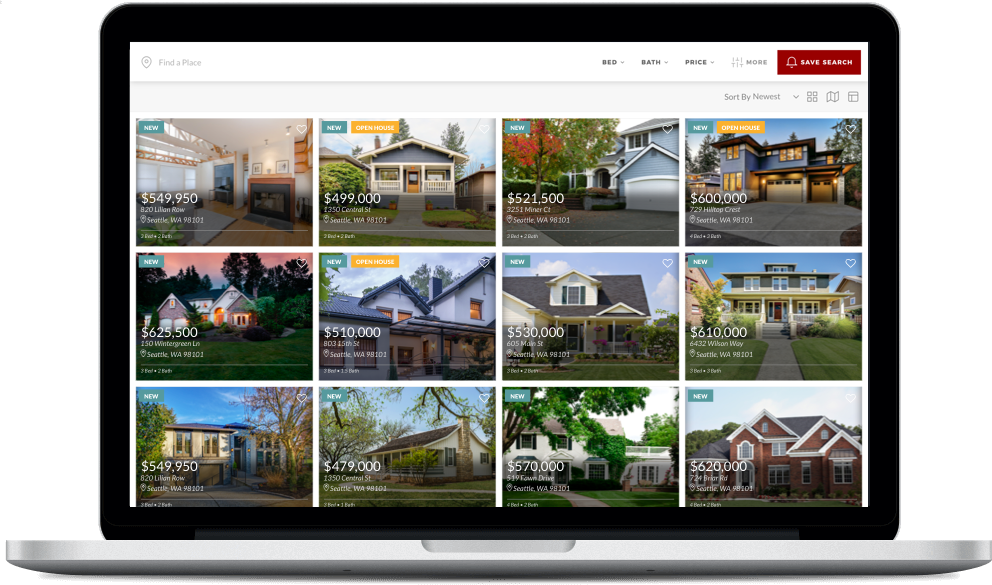 Find a Place
BED
BATH
PRICE
MORE
SAVE SEARCH
Sort By Newest
NEW
$549,950
820 Lilian Row
Seattle, WA 98101
3 Bed • 2 Bath
NEW
OPEN HOUSE
$499,000
1350 Central St
Seattle, WA 98101
3 Bed • 2 Bath
NEW
$521,500
3251 Miner Ct
Seattle, WA 98101
3 Bed • 2 Bath
NEW
OPEN HOUSE
$600,000
729 Hilltop Crest
Seattle, WA 98101
4 Bed • 3 Bath
NEW
$625,500
150 Wintergreen Ln
Seattle, WA 98101
3 Bed • 2 Bath
NEW
OPEN HOUSE
$510,000
803 15th St
Seattle, WA 98101
3 Bed • 1.5 Bath
NEW
$530,000
605 Main St
Seattle, WA 98101
3 Bed • 2 Bath
NEW
$610,000
6432 Wilson Way
Seattle, WA 98101
3 Bed • 3 Bath
NEW
$549,950
820 Lilian Row
Seattle, WA 98101
3 Bed • 2 Bath
NEW
$479,000
1350 Central St
Seattle, WA 98101
3 Bed • 1 Bath
NEW
$570,000
519 Fawn Drive
Seattle, WA 98101
4 Bed • 2 Bath
NEW
$620,000
724 Briar Rd
Seattle, WA 98101
4 Bed • 2 Bath